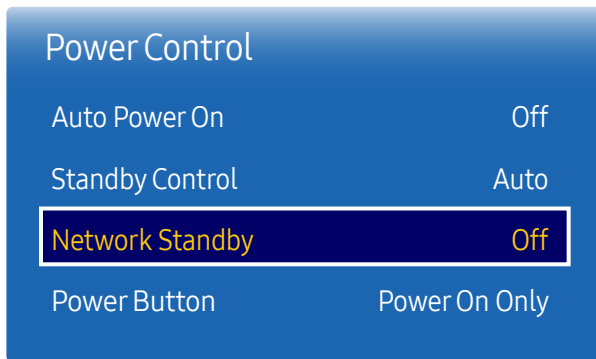 Power Control
Auto Power On Off
Standby Control Auto
Network Standby Off
Power Button Power On Only